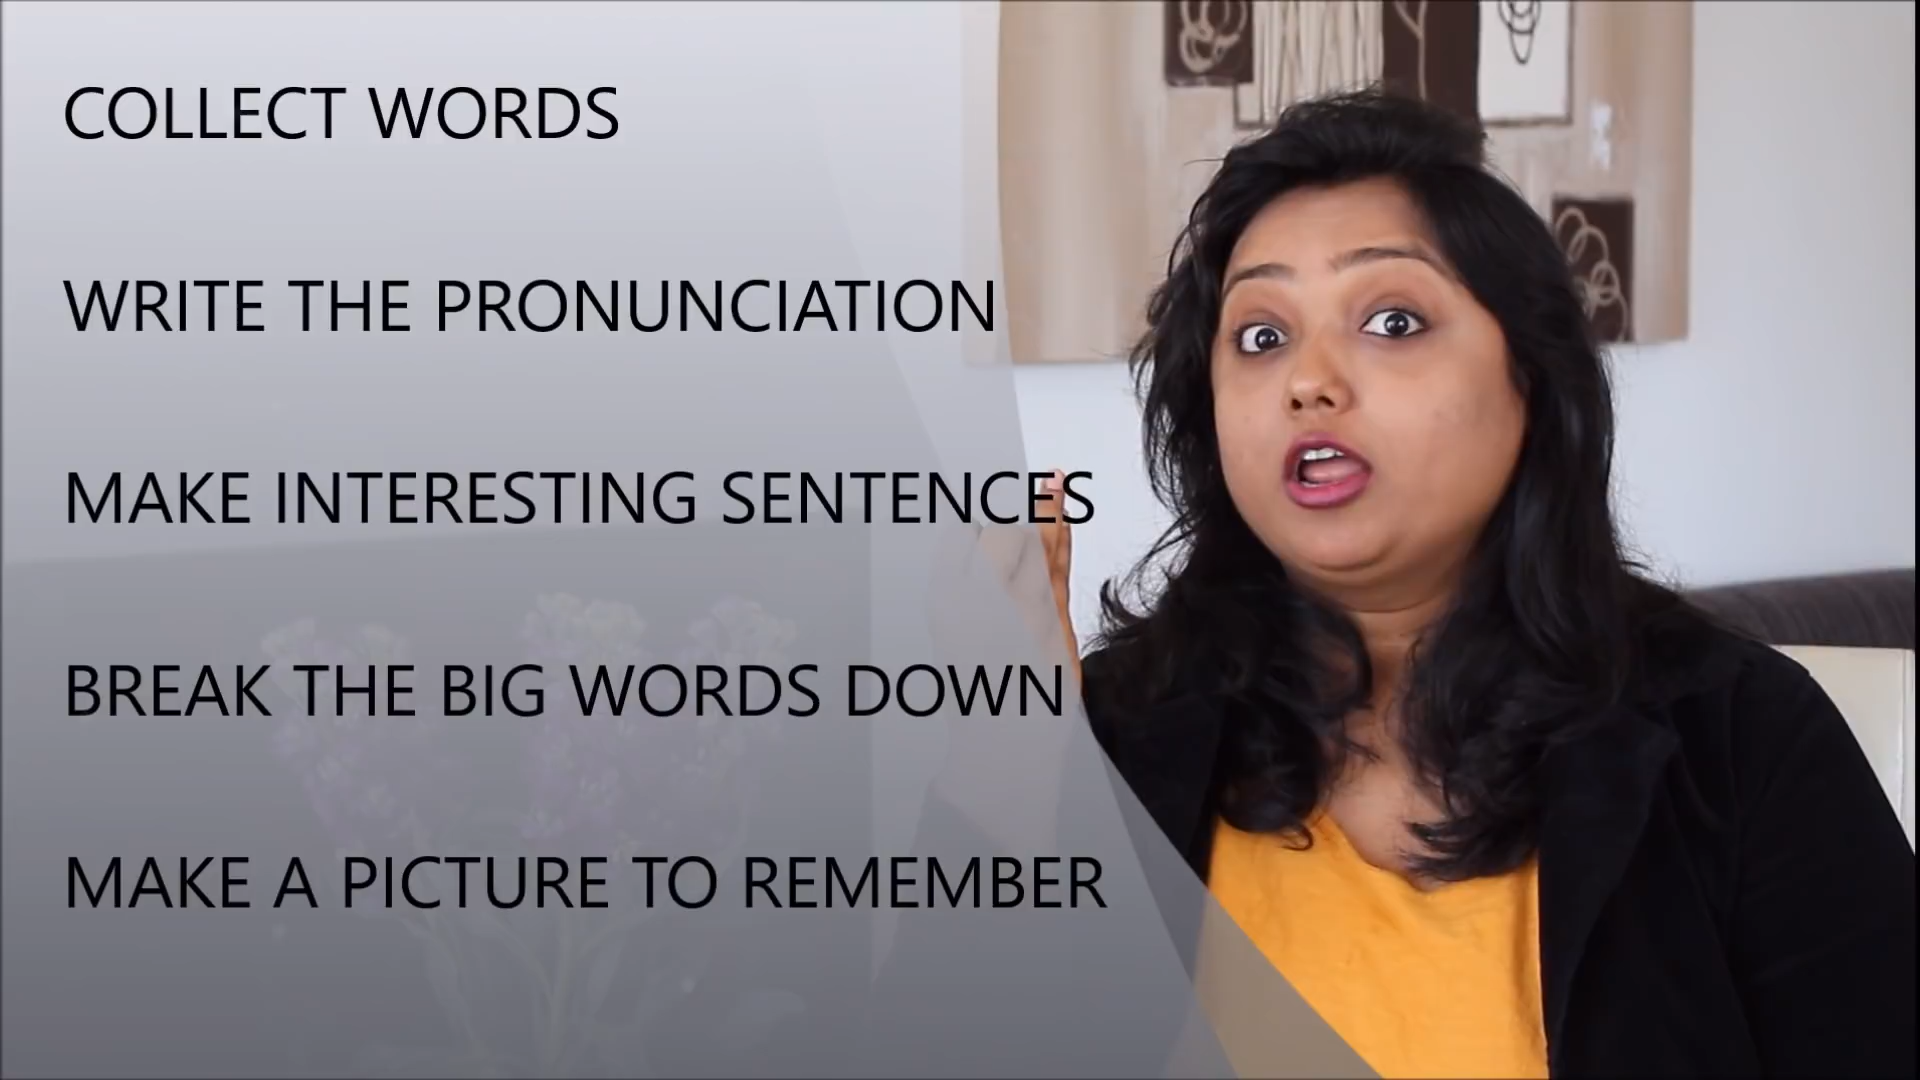 COLLECT WORDS
WRITE THE PRONUNCIATION
MAKE INTERESTING SENTENCES
BREAK THE BIG WORDS DOWN
MAKE A PICTURE TO REMEMBER